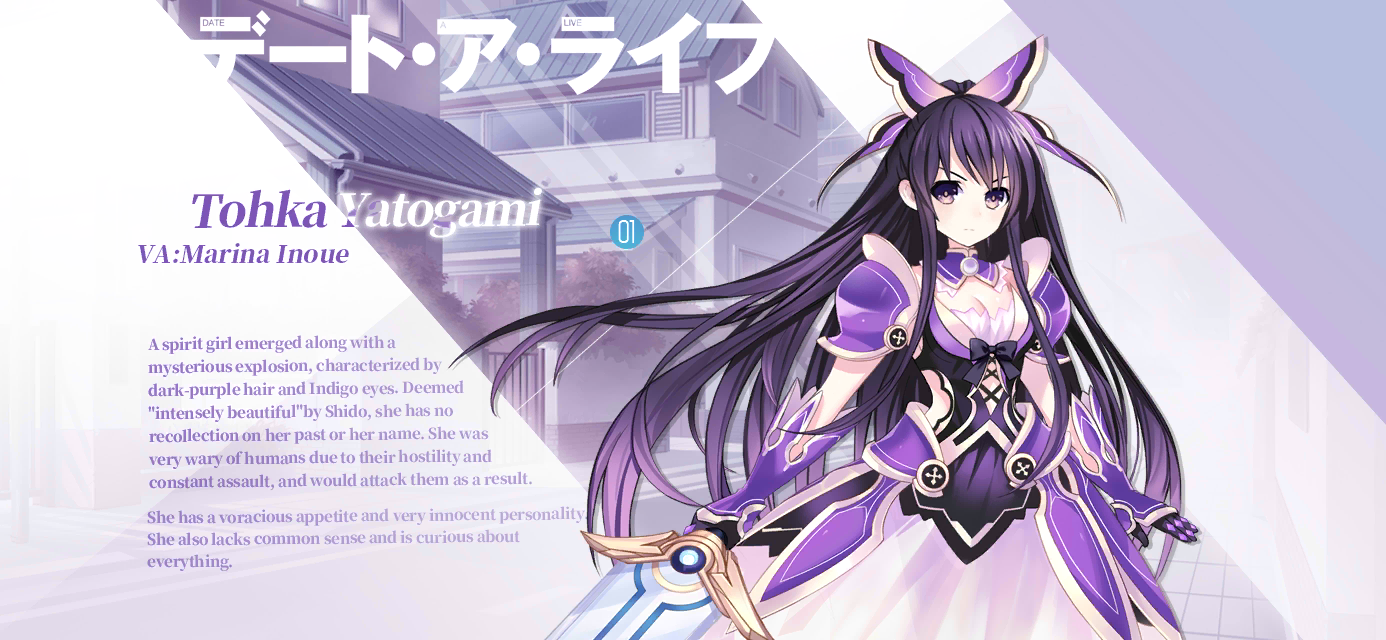 DATE A LIVE
デート・ア・ライブ
Tohka Yatogami
01
VA:Marina Inoue
A spirit girl emerged along with a
mysterious explosion, characterized by
dark-purple hair and Indigo eyes. Deemed
"intensely beautiful"by Shido, she has no
recollection on her past or her name. She was
very wary of humans due to their hostility and
constant assault, and would attack them as a result.
She has a voracious appetite and very innocent personality.
She also lacks common sense and is curious about
everything.